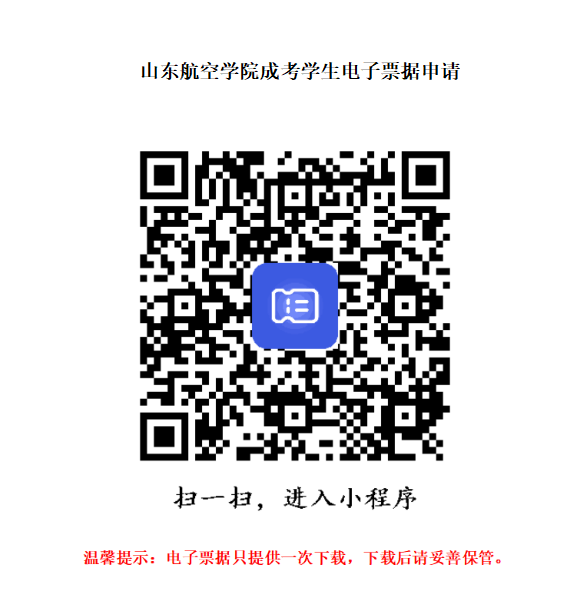 山东航空学院成考学生电子票据申请
扫一扫，进入小程序
温馨提示：电子票据只提供一次下载，下载后请妥善保管。